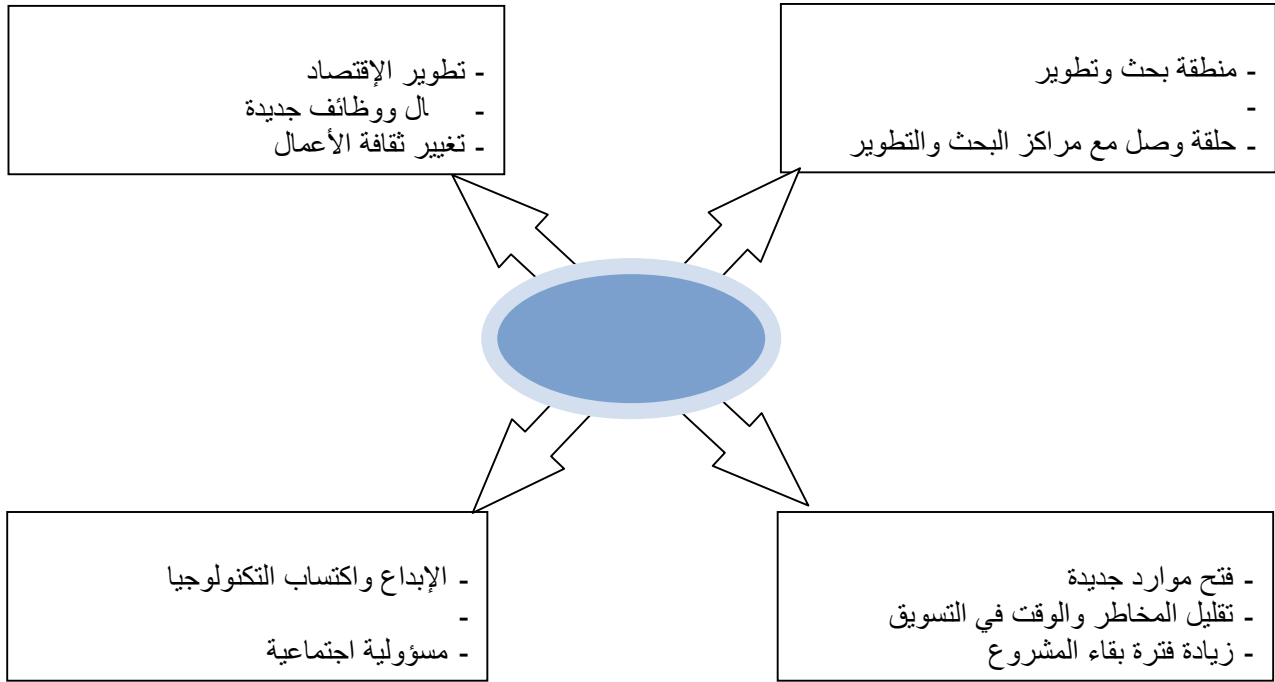 - منطقة بحث وتطوير
-
- حلقة وصل مع مراكز البحث والتطوير
- تطوير الإقتصاد
- ال ووظائف جديدة
- تغيير ثقافة الأعمال
- فتح موارد جديدة
- تقليل المخاطر والوقت في التسويق
- زيادة فترة بقاء المشروع
- الإبداع واكتساب التكنولوجيا
-
- مسؤولية اجتماعية